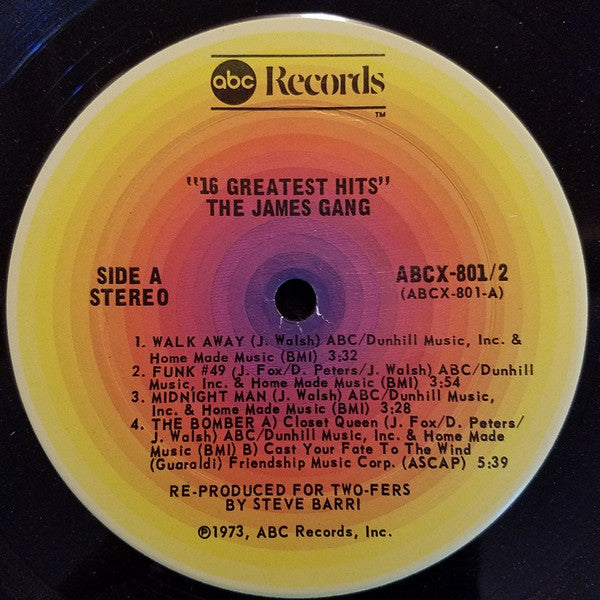 abc Records
TM
"16 GREATEST HITS"
THE JAMES GANG
SIDE A
STEREO
ABCX-801/2
(ABCX-801-A)
1. WALK AWAY (J. Walsh) ABC/Dunhill Music, Inc. &
Home Made Music (BMI) 3:32
2. FUNK #49 (J. Fox/D. Peters/J. Walsh) ABC/Dunhill
Music, Inc. & Home Made Music (BMI) 3:54
3. MIDNIGHT MAN (J. Walsh) ABC/Dunhill Music,
Inc. & Home Made Music (BMI) 3:28
4. THE BOMBER A) Closet Queen (J. Fox/D. Peters/
J. Walsh) ABC/Dunhill Music, Inc. & Home Made
Music (BMI) B) Cast Your Fate To The Wind
(Guaraldi) Friendship Music Corp. (ASCAP) 5:39
RE-PRODUCED FOR TWO-FERS
BY STEVE BARRI
℗1973, ABC Records, Inc.